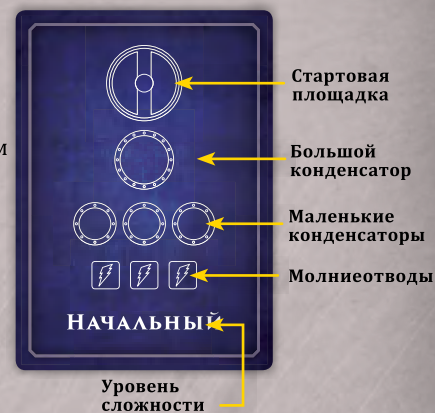 Стартовая
площадка
м
Большой
конденсатор
Маленькие
конденсаторы
Молниеотводы
Начальный
Уровень
сложности